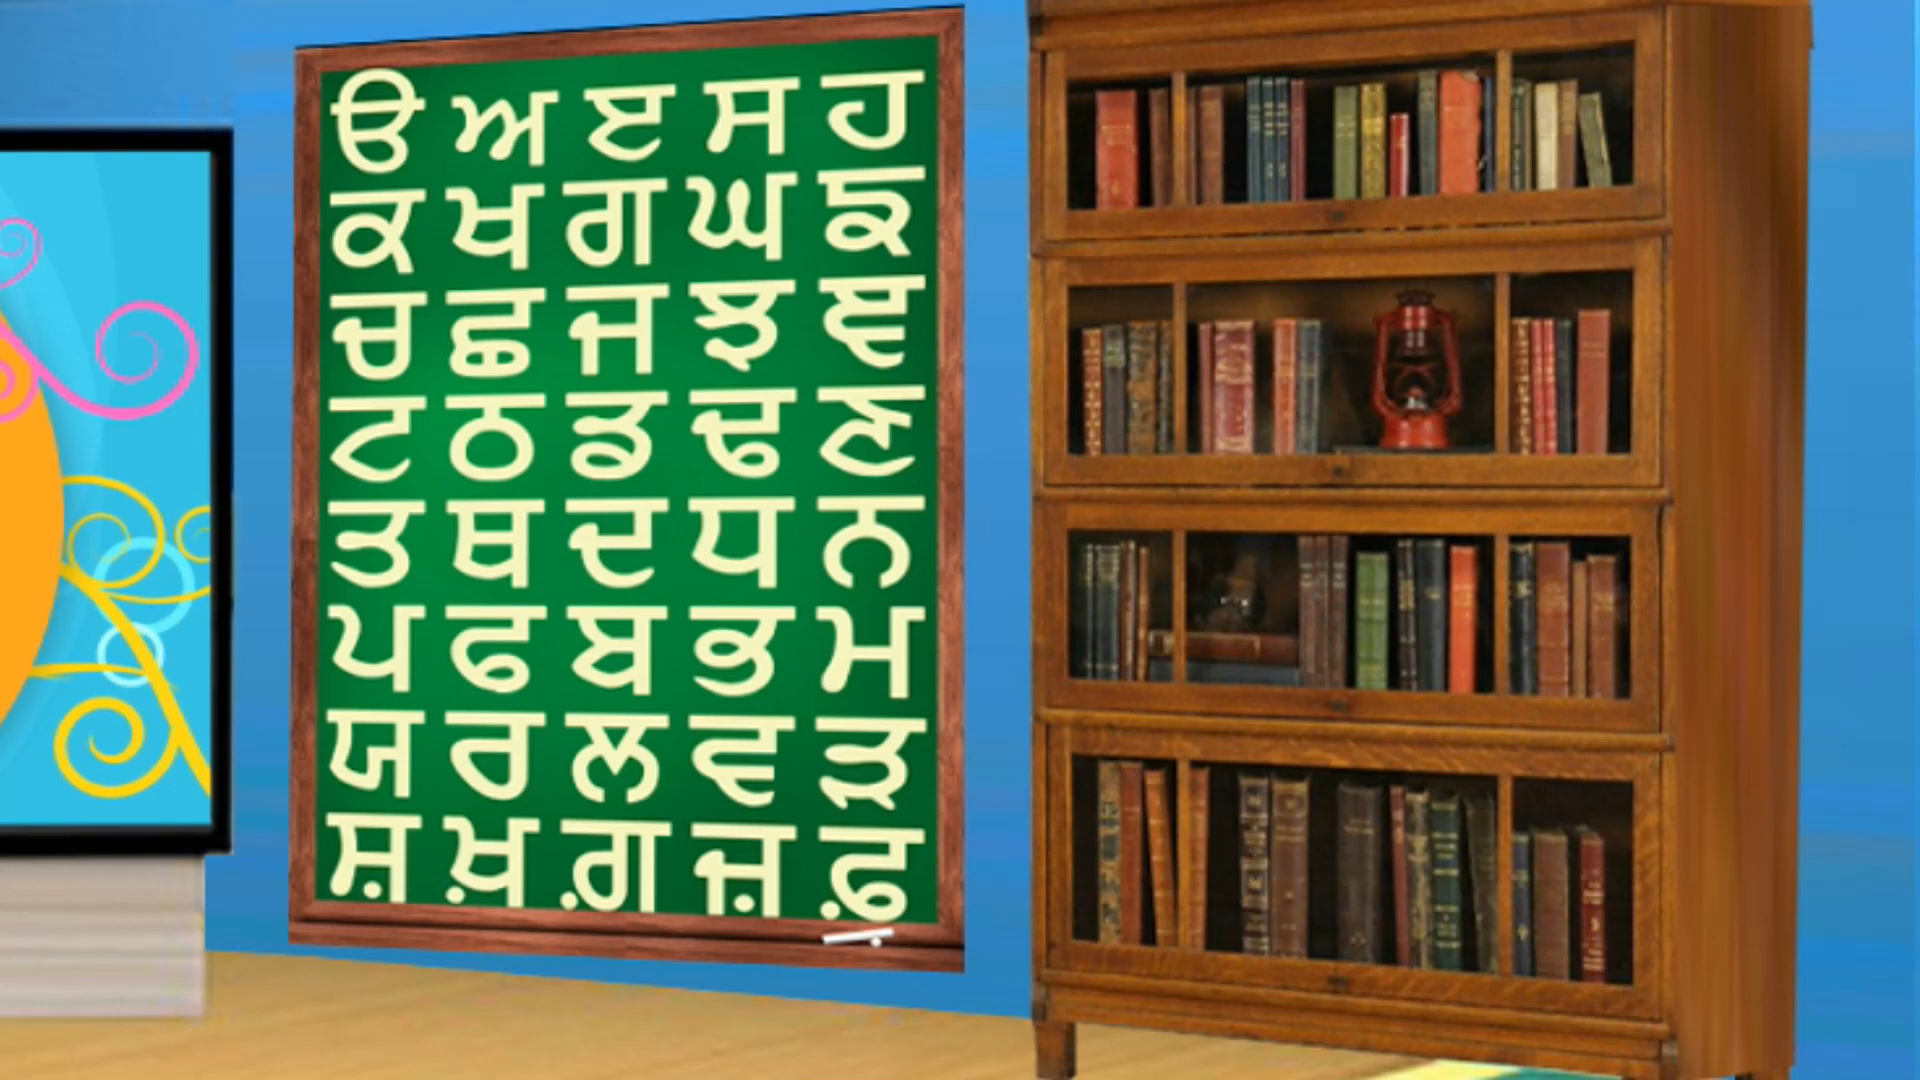 ੳ ਅ ੲ ਸ ਹ
ਕ ਖ ਗ ਘ ਙ
ਚ ਛ ਜ ਝ ਞ
ਟ ਠ ਡ ਢ ਣ
ਤ ਥ ਦ ਧ ਨ
ਪ ਫ ਬ ਭ ਮ
ਯ ਰ ਲ ਵ ੜ
ਸ਼ ਖ਼ ਗ਼ ਜ਼ ਫ਼